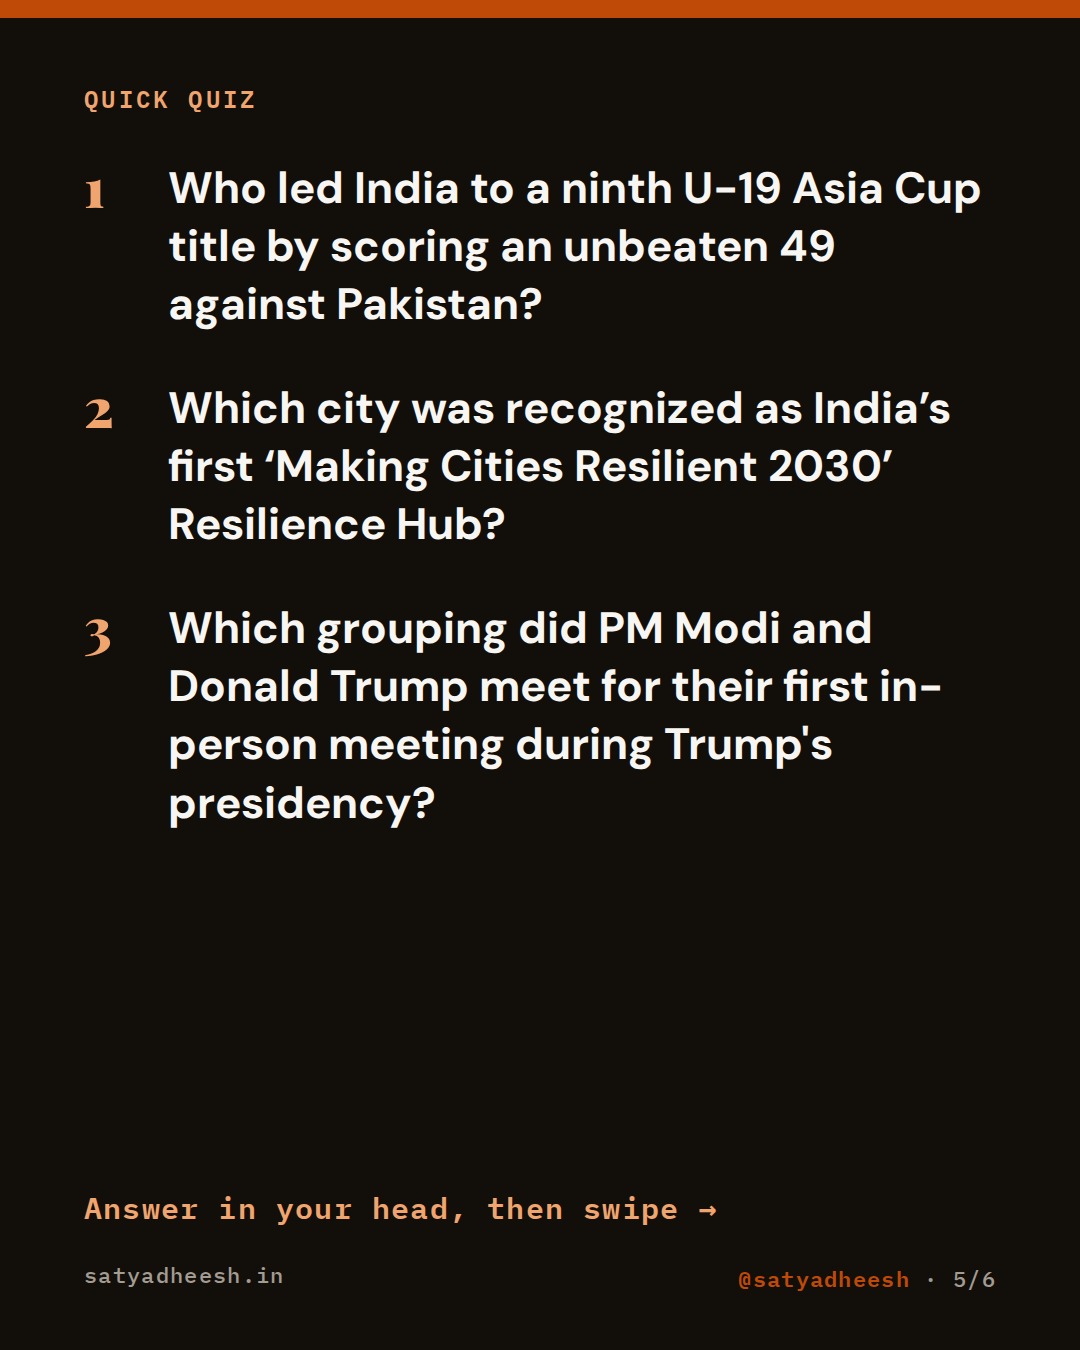 QUICK QUIZ
1 Who led India to a ninth U-19 Asia Cup
title by scoring an unbeaten 49
against Pakistan?
2 Which city was recognized as India’s
first ‘Making Cities Resilient 2030’
Resilience Hub?
3 Which grouping did PM Modi and
Donald Trump meet for their first in-
person meeting during Trump's
presidency?
Answer in your head, then swipe →
satyadheesh.in
@satyadheesh · 5/6